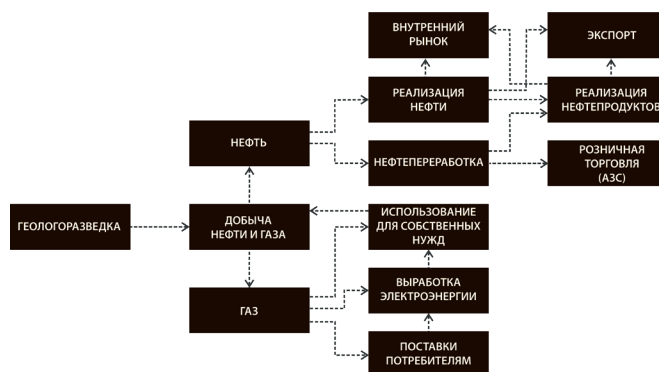 ВНУТРЕННИЙ
РЫНОК
ЭКСПОРТ
РЕАЛИЗАЦИЯ
НЕФТИ
РЕАЛИЗАЦИЯ
НЕФТЕПРОДУКТОВ
НЕФТЬ
НЕФТЕПЕРЕРАБОТКА
РОЗНИЧНАЯ
ТОРГОВЛЯ
(АЗС)
ГЕОЛОГОРАЗВЕДКА
ДОБЫЧА
НЕФТИ И ГАЗА
ИСПОЛЬЗОВАНИЕ
ДЛЯ СОБСТВЕННЫХ
НУЖД
ГАЗ
ВЫРАБОТКА
ЭЛЕКТРОЭНЕРГИИ
ПОСТАВКИ
ПОТРЕБИТЕЛЯМ